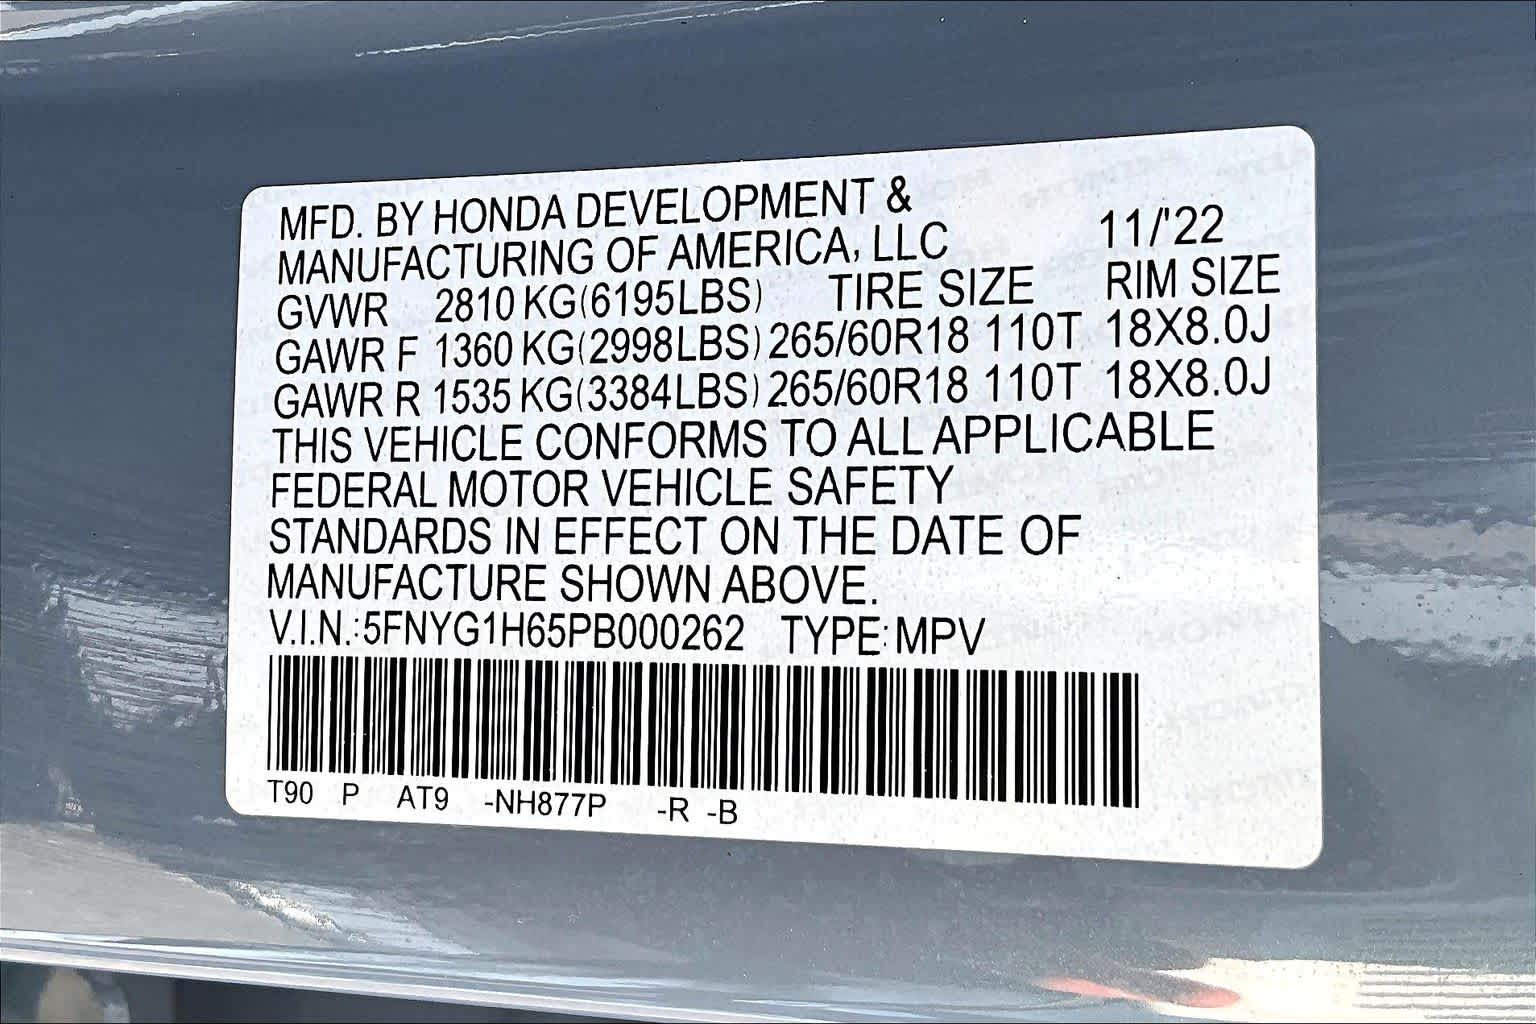 MFD. BY HONDA DEVELOPMENT &
MANUFACTURING OF AMERICA, LLC 11/'22
GVWR 2810 KG(6195LBS) TIRE SIZE RIM SIZE
GAWR F 1360 KG(2998LBS) 265/60R18 110T 18X8.0J
GAWR R 1535 KG(3384LBS) 265/60R18 110T 18X8.0J
THIS VEHICLE CONFORMS TO ALL APPLICABLE
FEDERAL MOTOR VEHICLE SAFETY
STANDARDS IN EFFECT ON THE DATE OF
MANUFACTURE SHOWN ABOVE.
V.I.N.:5FNYG1H65PB000262 TYPE:MPV
T90 P AT9 -NH877P -R -B